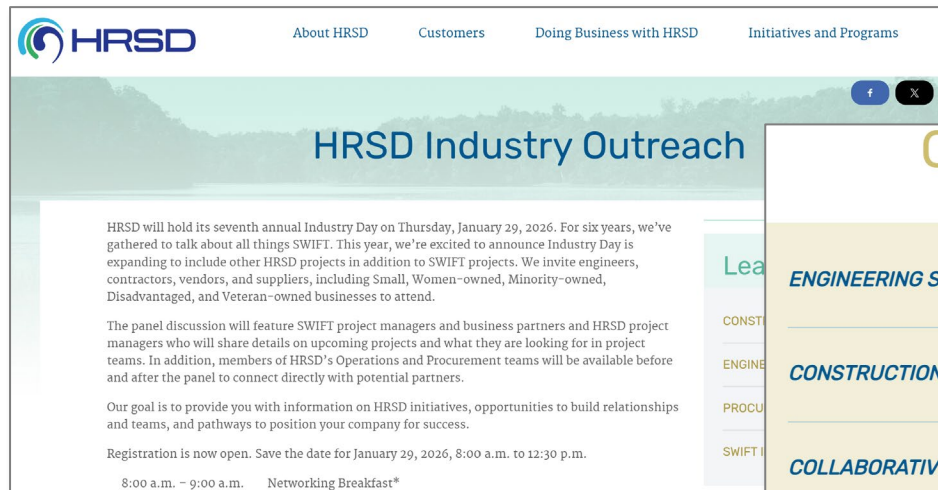 HRSD
About HRSD Customers Doing Business with HRSD Initiatives and Programs
HRSD Industry Outreach
HRSD will hold its seventh annual Industry Day on Thursday, January 29, 2026. For six years, we've
gathered to talk about all things SWIFT. This year, we're excited to announce Industry Day is
expanding to include other HRSD projects in addition to SWIFT projects. We invite engineers,
contractors, vendors, and suppliers, including Small, Women-owned, Minority-owned,
Disadvantaged, and Veteran-owned businesses to attend.
The panel discussion will feature SWIFT project managers and business partners and HRSD project
managers who will share details on upcoming projects and what they are looking for in project
teams. In addition, members of HRSD's Operations and Procurement teams will be available before
and after the panel to connect directly with potential partners.
Our goal is to provide you with information on HRSD initiatives, opportunities to build relationships
and teams, and pathways to position your company for success.
Registration is now open. Save the date for January 29, 2026, 8:00 a.m. to 12:30 p.m.
8:00 a.m. – 9:00 a.m. Networking Breakfast*
Lea
CONSTI
ENGINE
PROCU
SWIFT I
ENGINEERING S
CONSTRUCTION
COLLABORATIV